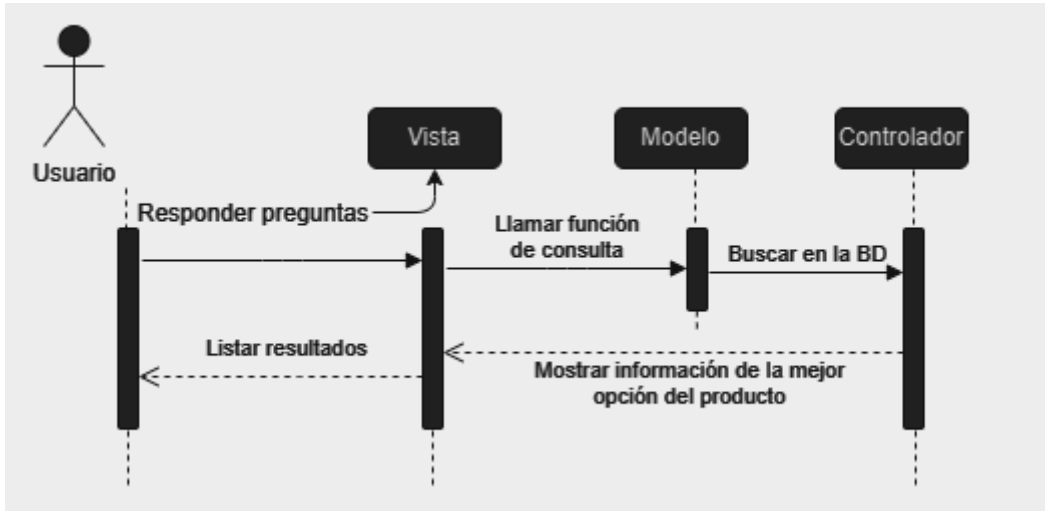 Vista
Modelo
Controlador
Usuario
Responder preguntas
Llamar función
de consulta
Buscar en la BD
Listar resultados
Mostrar información de la mejor
opción del producto